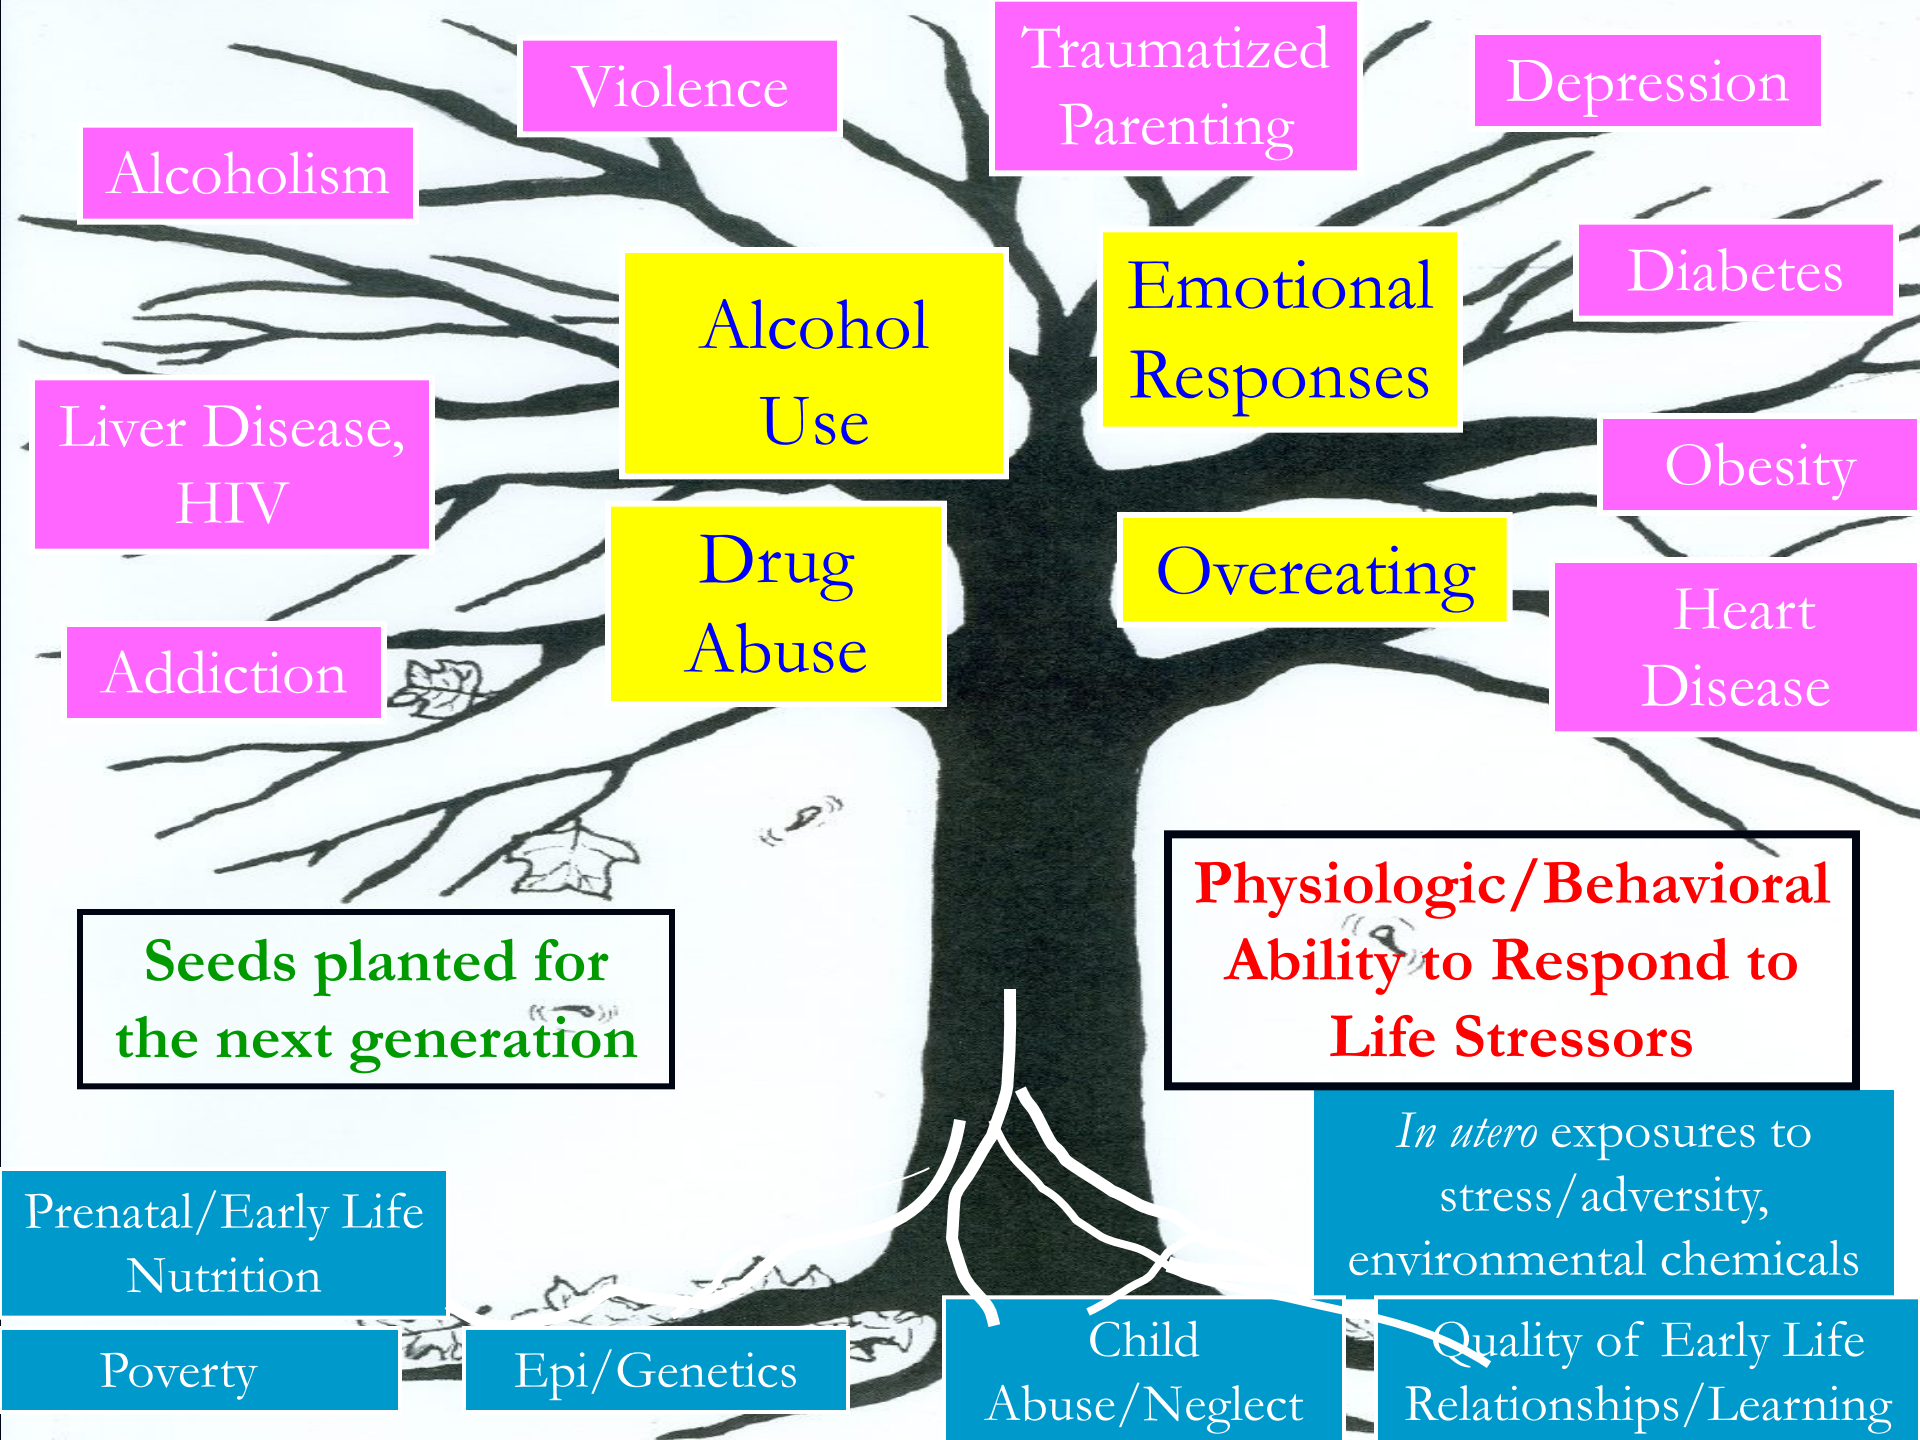 Traumatized
Parenting
Violence
Depression
Alcoholism
Alcohol
Use
Emotional
Responses
Diabetes
Liver Disease,
HIV
Obesity
Drug
Abuse
Overeating
Heart
Disease
Addiction
Seeds planted for
the next generation
Physiologic/Behavioral
Ability to Respond to
Life Stressors
In utero exposures to
stress/adversity,
environmental chemicals
Prenatal/Early Life
Nutrition
Poverty
Epi/Genetics
Child
Abuse/Neglect
Quality of Early Life
Relationships/Learning